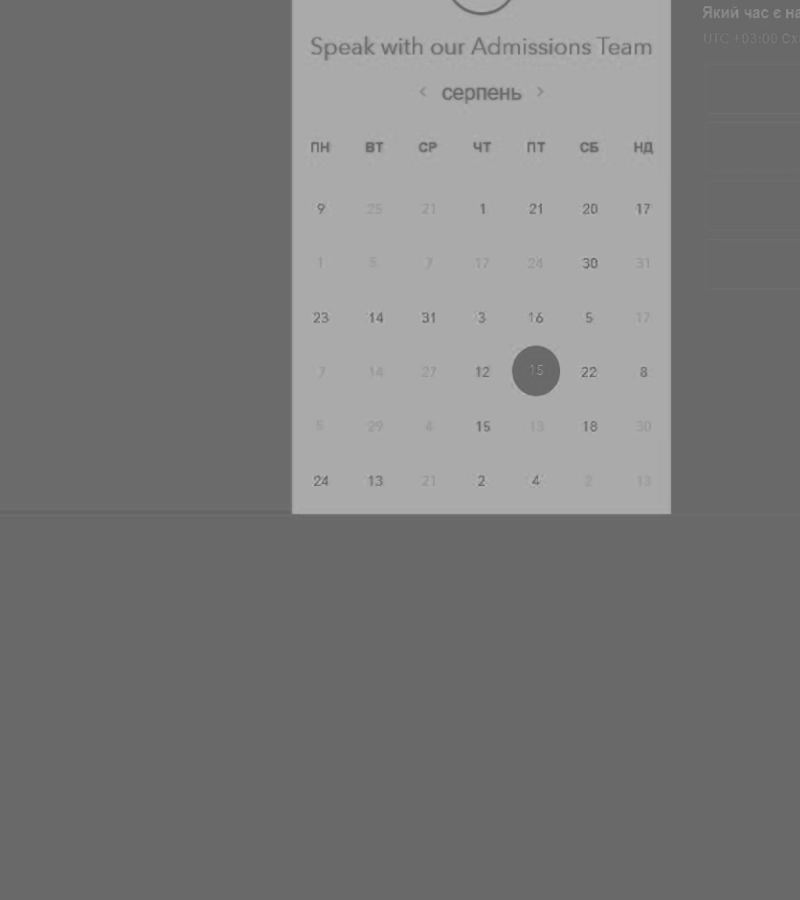 Який час є на
UTC +03:00 Сх
Speak with our Admissions Team
‹ серпень ›
ПН ВТ СР ЧТ ПТ СБ НД
9 25 21 1 21 20 17
1 5 7 17 24 30 31
23 14 31 3 16 5 17
7 14 27 12 15 22 8
5 29 4 15 13 18 30
24 13 21 2 4 2 13